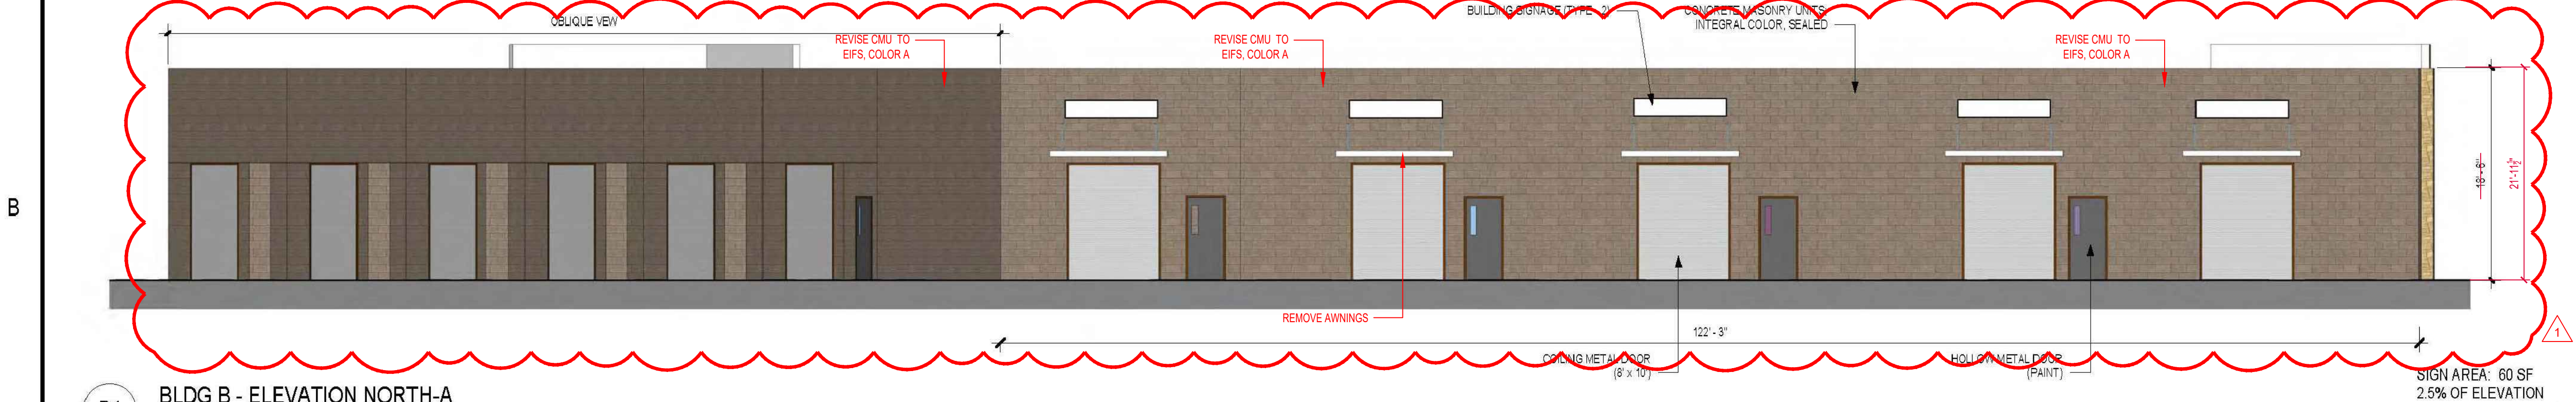 OBLIQUE VEW
BUILDING SIGNAGE (TYPE - 2)
CONCRETE MASONRY UNITS,
INTEGRAL COLOR, SEALED
REVISE CMU TO
EIFS, COLOR A
REVISE CMU TO
EIFS, COLOR A
REVISE CMU TO
EIFS, COLOR A
B
18' - 6"
21'-11½"
REMOVE AWNINGS
122' - 3"
1
COILING METAL DOOR
(8' x 10')
HOLLOW METAL DOOR
(PAINT)
SIGN AREA: 60 SF
2.5% OF ELEVATION
BLDG B - ELEVATION NORTH-A